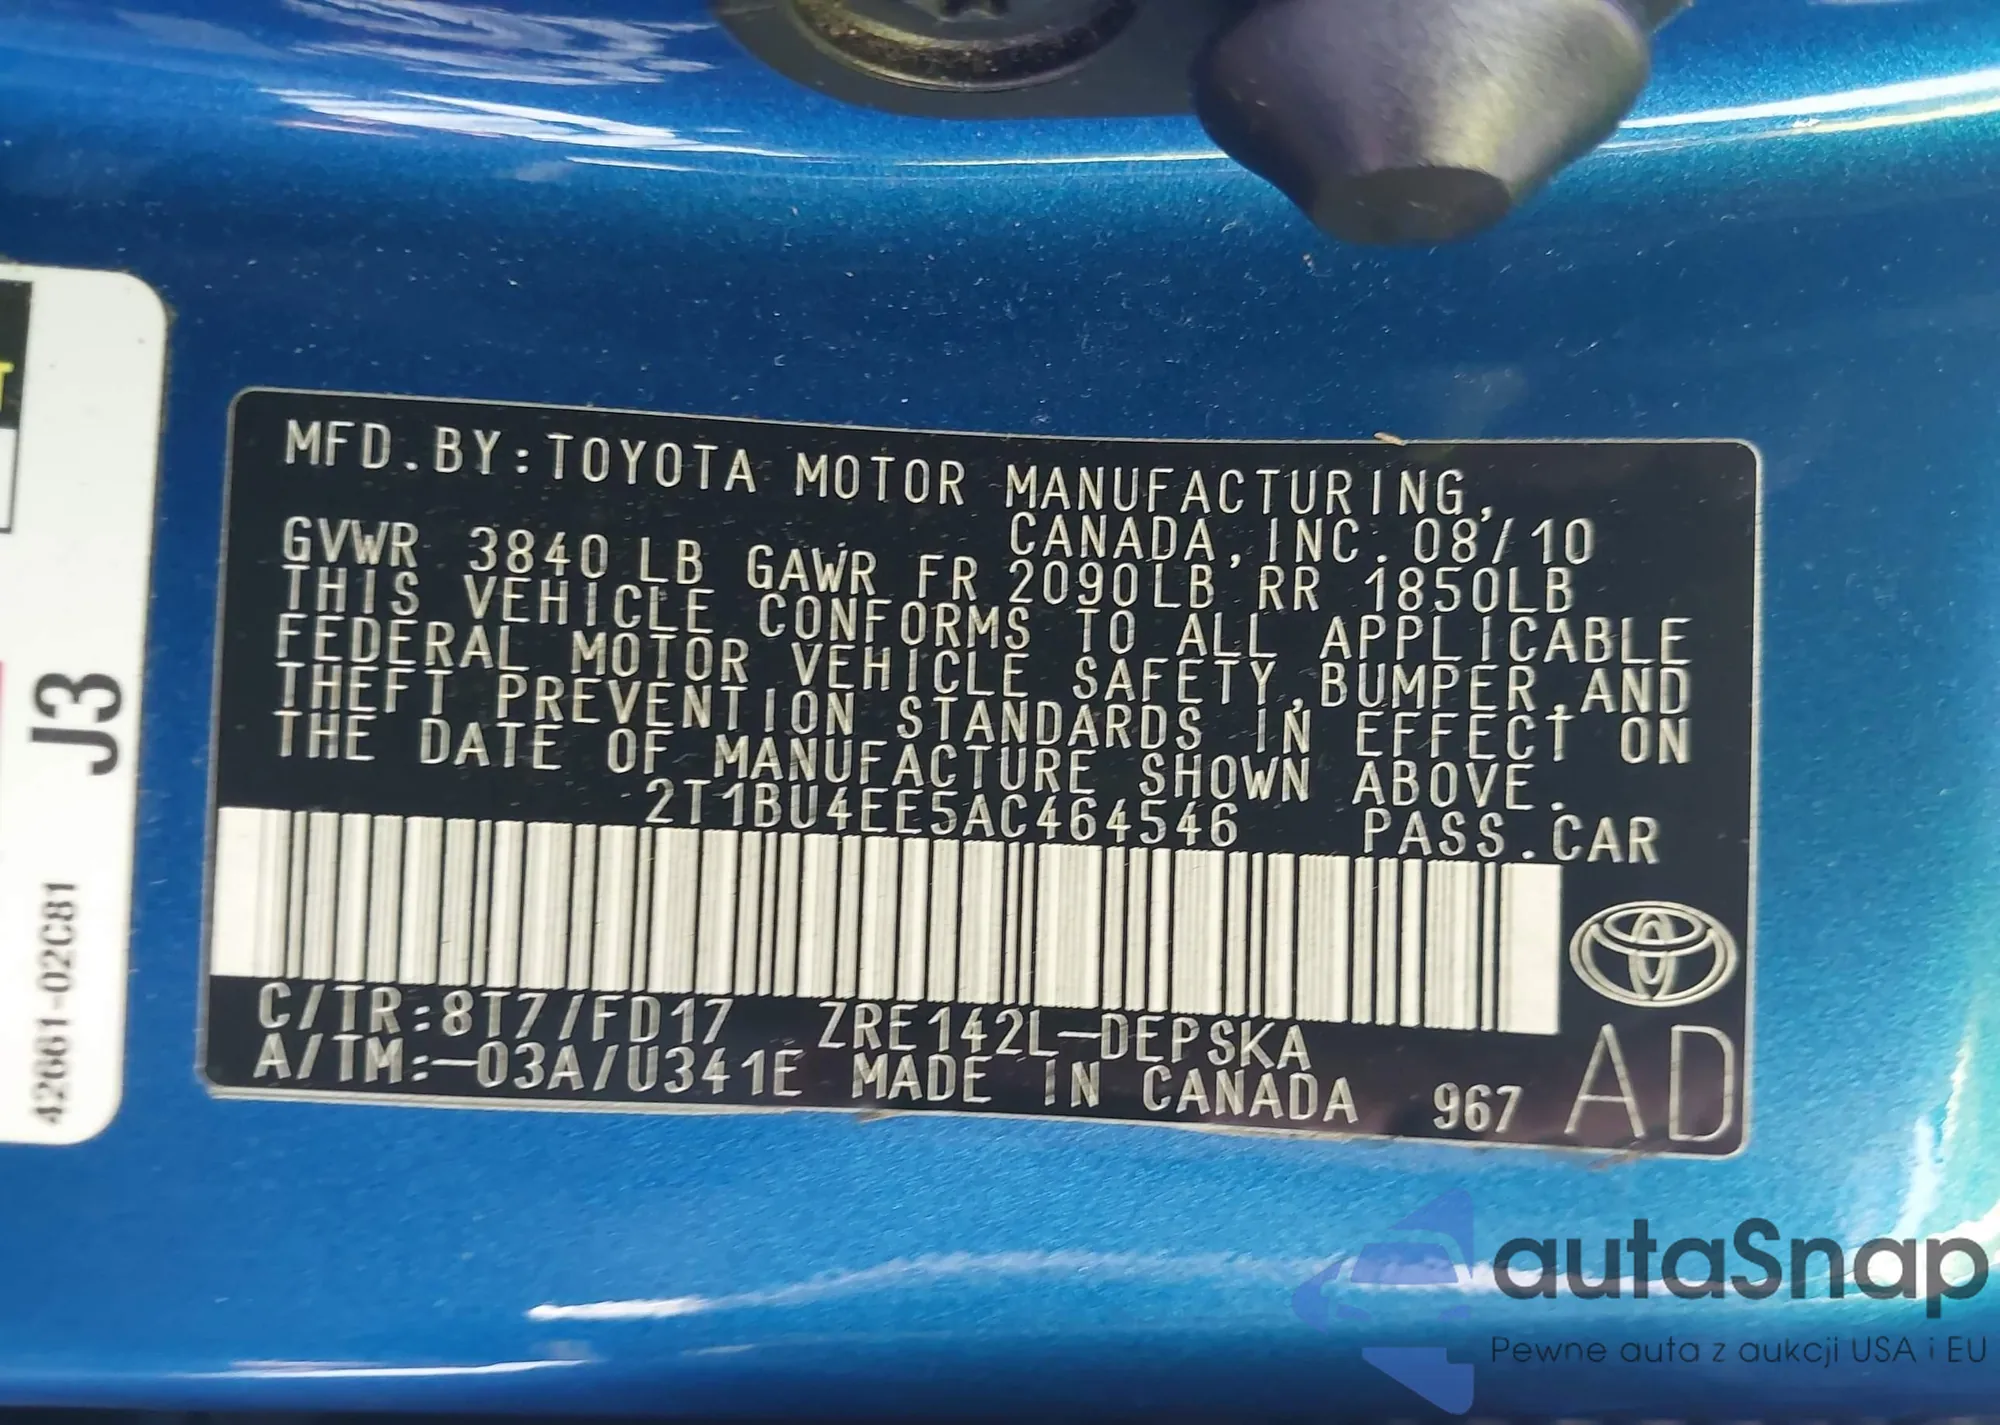 MFD.BY:TOYOTA MOTOR MANUFACTURING,
CANADA,INC. 08/10
GVWR 3840 LB GAWR FR 2090LB RR 1850LB
THIS VEHICLE CONFORMS TO ALL APPLICABLE
FEDERAL MOTOR VEHICLE SAFETY,BUMPER,AND
THEFT PREVENTION STANDARDS IN EFFECT ON
THE DATE OF MANUFACTURE SHOWN ABOVE.
2T1BU4EE5AC464546 PASS.CAR
C/TR:8T7/FD17 ZRE142L-DEPSKA
A/TM:-03A/U341E MADE IN CANADA 967 AD
J3
42661-02C81
T
autaSnap
Pewne auta z aukcji USA i EU